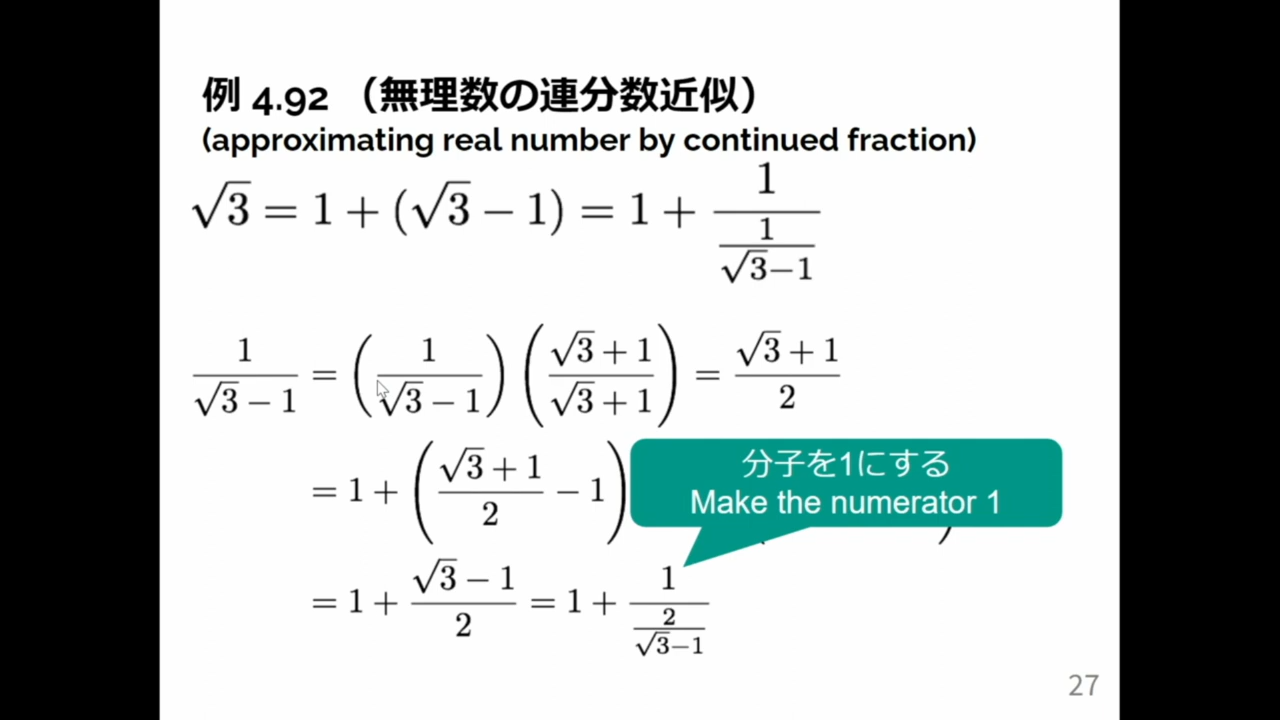 例 4.92 （無理数の連分数近似）
(approximating real number by continued fraction)
√3 = 1 + (√3 − 1) = 1 + 1/(1/(√3−1))
1/(√3 − 1) = (1/(√3 − 1)) ((√3 + 1)/(√3 + 1)) = (√3 + 1)/2
= 1 + ((√3 + 1)/2 − 1)
分子を1にする
Make the numerator 1
= 1 + (√3 − 1)/2 = 1 + 1/(2/(√3−1))
27